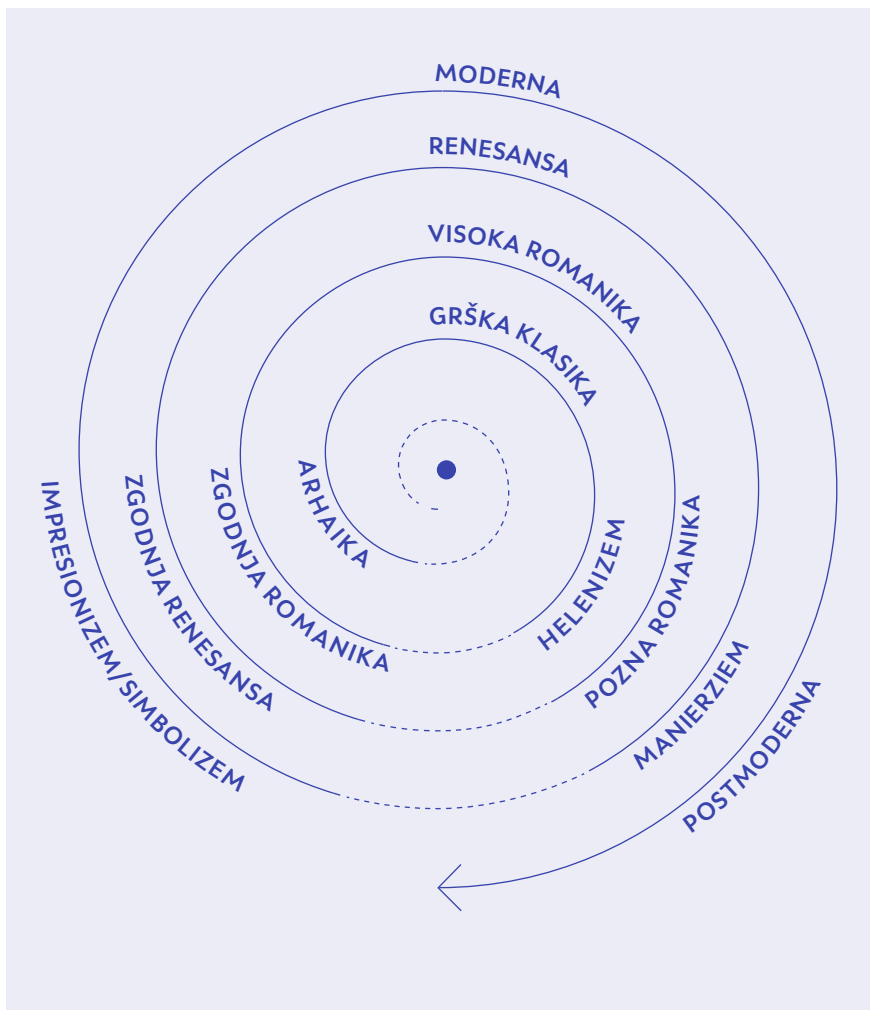 MODERNA
RENESANSA
VISOKA ROMANIKA
GRŠKA KLASIKA
ARHAIKA
ZGODNJA ROMANIKA
ZGODNJA RENESANSA
IMPRESIONIZEM/SIMBOLIZEM
HELENIZEM
POZNA ROMANIKA
MANIERZIEM
POSTMODERNA